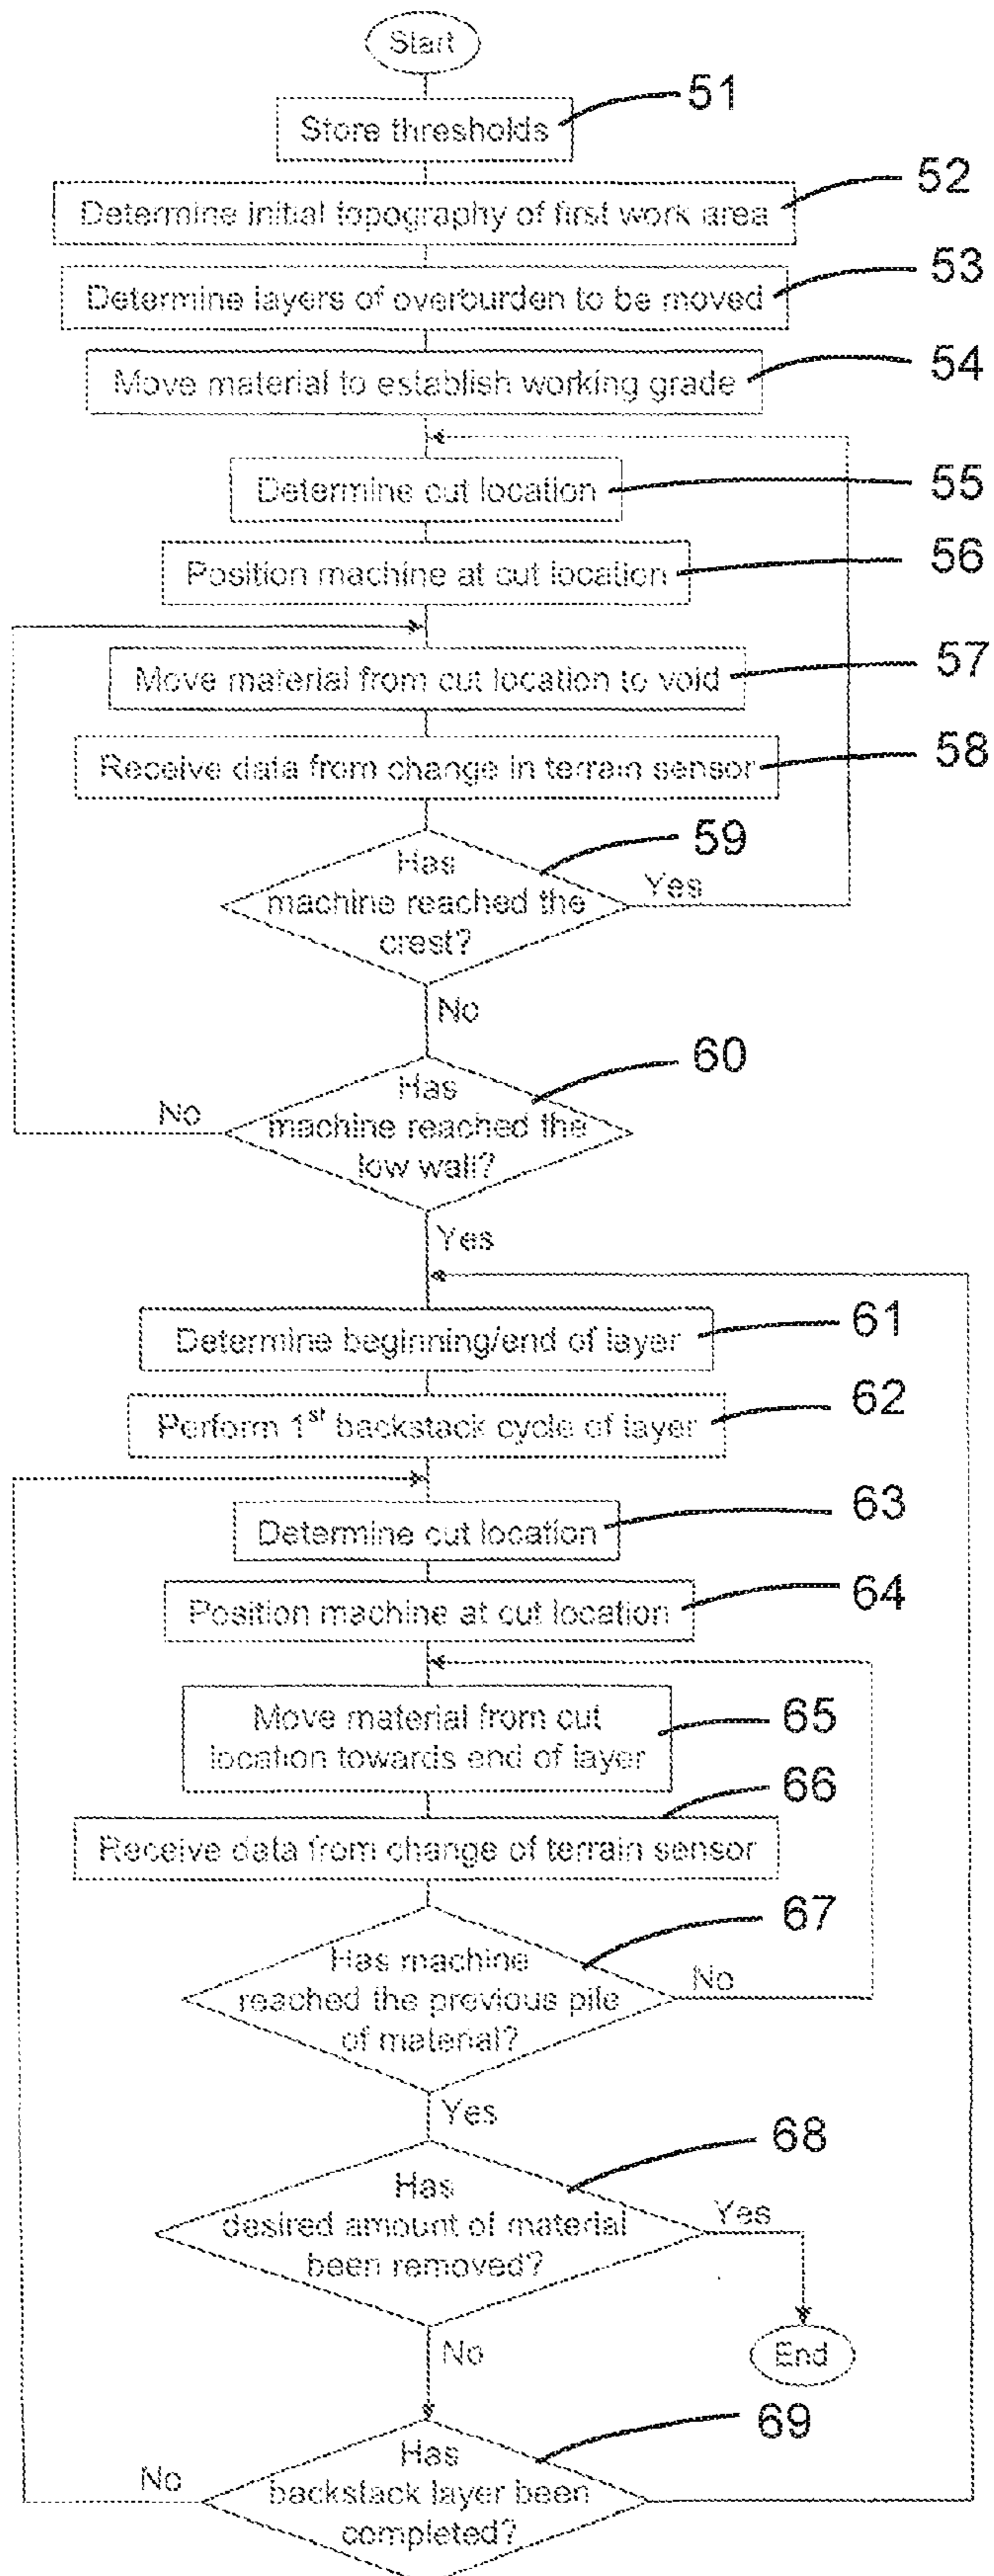 Start
51
Store thresholds
52
Determine initial topography of first work area
53
Determine layers of overburden to be moved
54
Move material to establish working grade
55
Determine cut location
56
Position machine at cut location
57
Move material from cut location to void
58
Receive data from change in terrain sensor
59
Has
machine reached the
crest?
Yes
No
60
Has
machine reached the
low wall?
No
Yes
61
Determine beginning/end of layer
62
Perform 1st backstack cycle of layer
63
Determine cut location
64
Position machine at cut location
65
Move material from cut
location towards end of layer
66
Receive data from change of terrain sensor
67
Has machine
reached the previous pile
of material?
No
Yes
68
Has
desired amount of material
been removed?
Yes
No
End
69
Has
backstack layer been
completed?
No